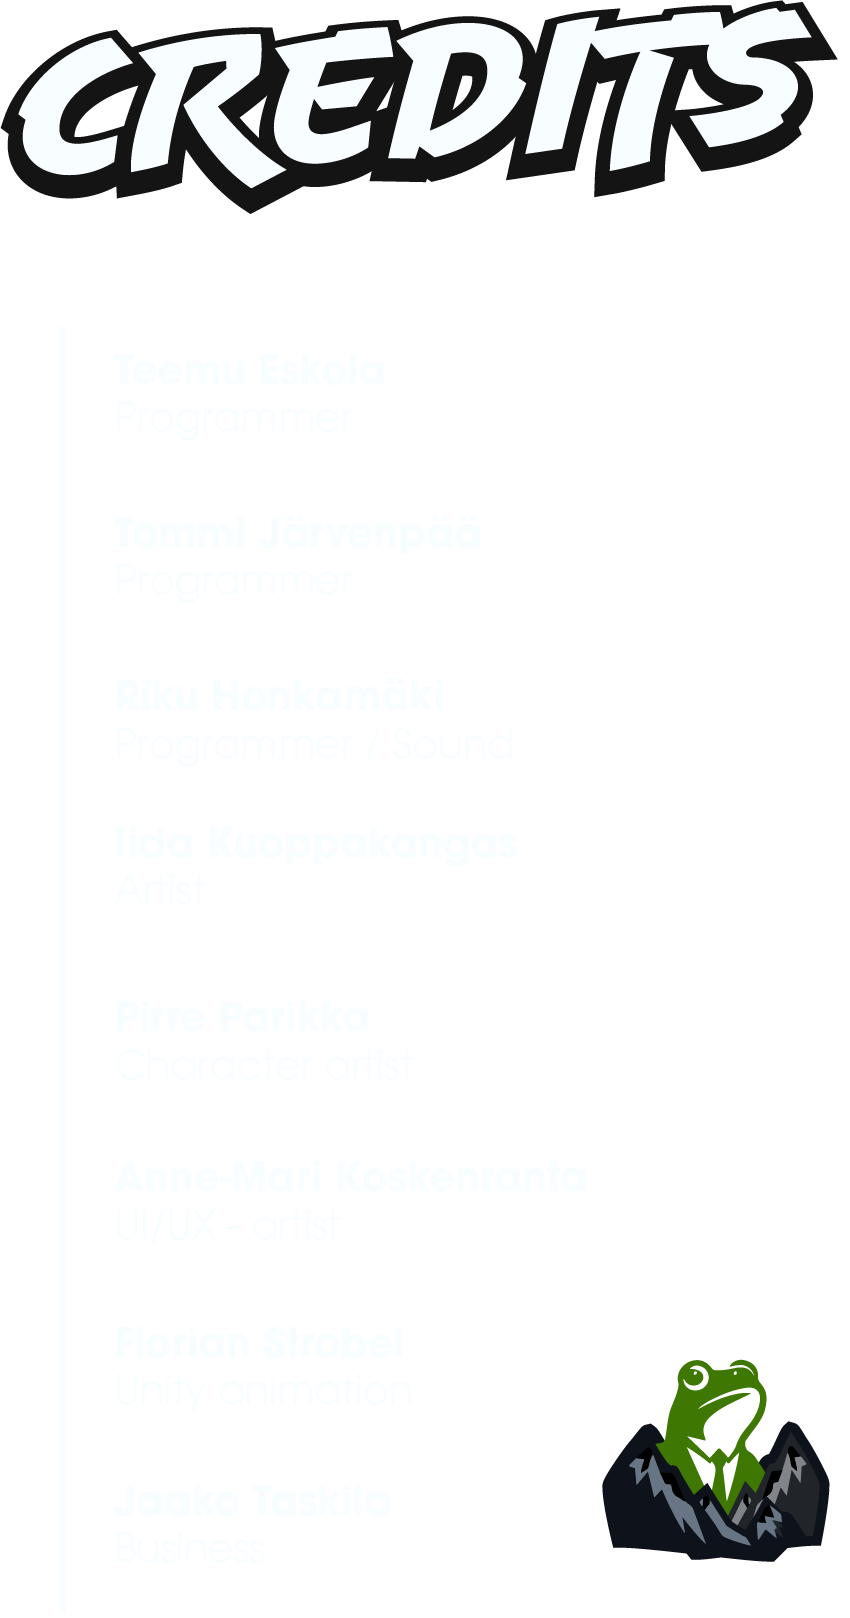 CREDITS
Teemu Eskola
Programmer
Tommi Järvenpää
Programmer
Riku Honkamäki
Programmer / Sound
Iida Kuoppakangas
Artist
Pirre Parikka
Character artist
Anne-Mari Koskenranta
UI/UX - artist
Florian Strobel
Unity animation
Jaako Taskila
Business